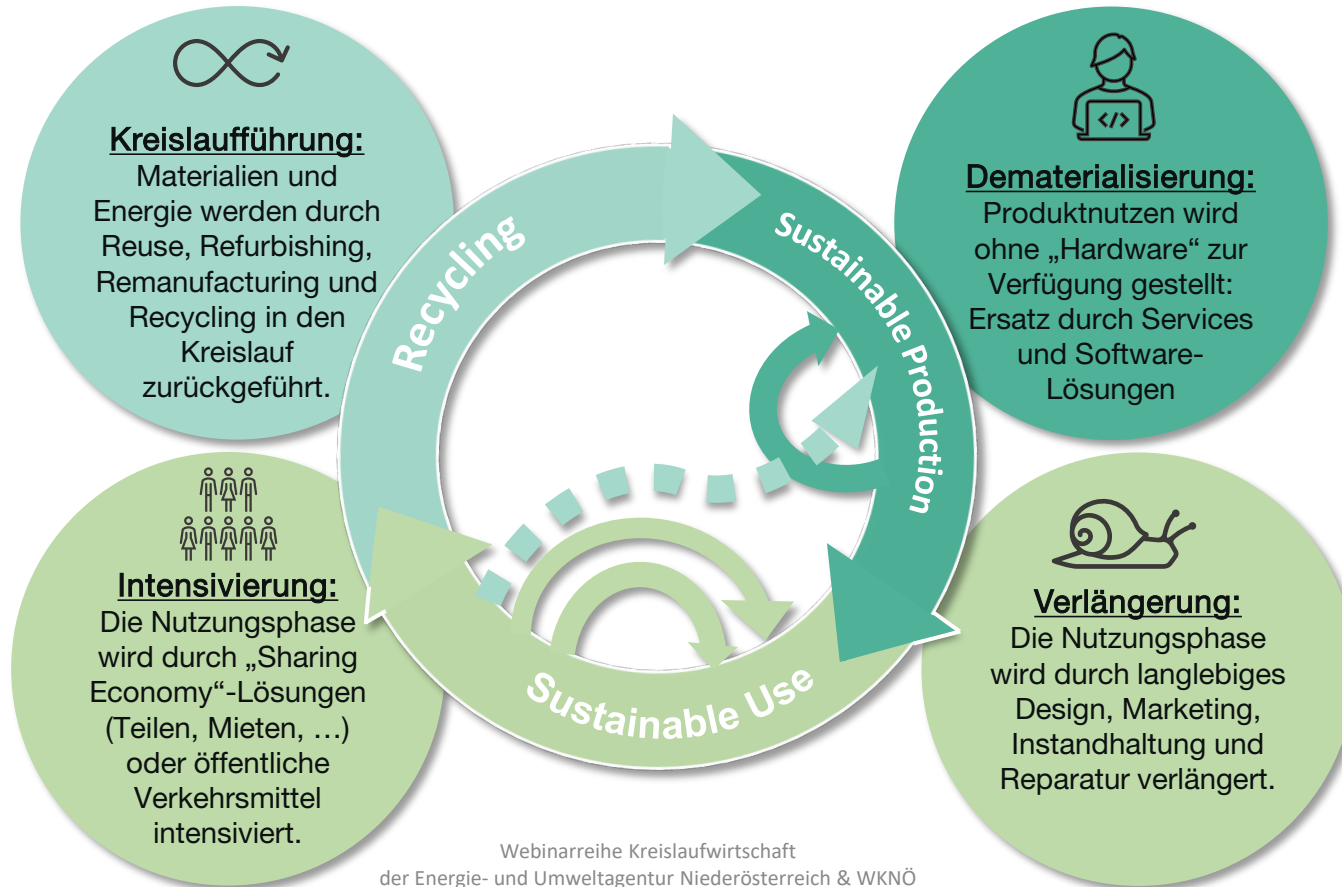 Kreislaufführung:
Materialien und
Energie werden durch
Reuse, Refurbishing,
Remanufacturing und
Recycling in den
Kreislauf
zurückgeführt.
</>
Dematerialisierung:
Produktnutzen wird
ohne „Hardware“ zur
Verfügung gestellt:
Ersatz durch Services
und Software-
Lösungen
Recycling
Sustainable Production
Sustainable Use
Intensivierung:
Die Nutzungsphase
wird durch „Sharing
Economy“-Lösungen
(Teilen, Mieten, …)
oder öffentliche
Verkehrsmittel
intensiviert.
Verlängerung:
Die Nutzungsphase
wird durch langlebiges
Design, Marketing,
Instandhaltung und
Reparatur verlängert.
Webinarreihe Kreislaufwirtschaft
der Energie- und Umweltagentur Niederösterreich & WKNÖ